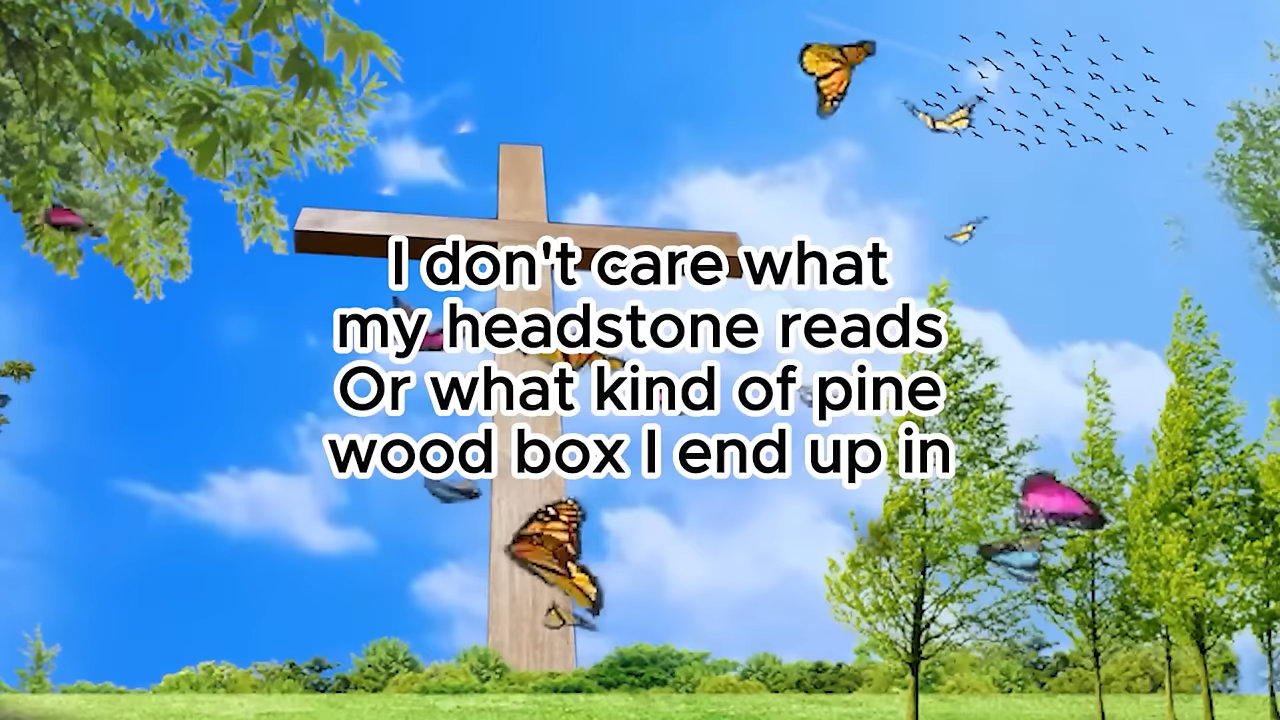 I don't care what
my headstone reads
Or what kind of pine
wood box I end up in